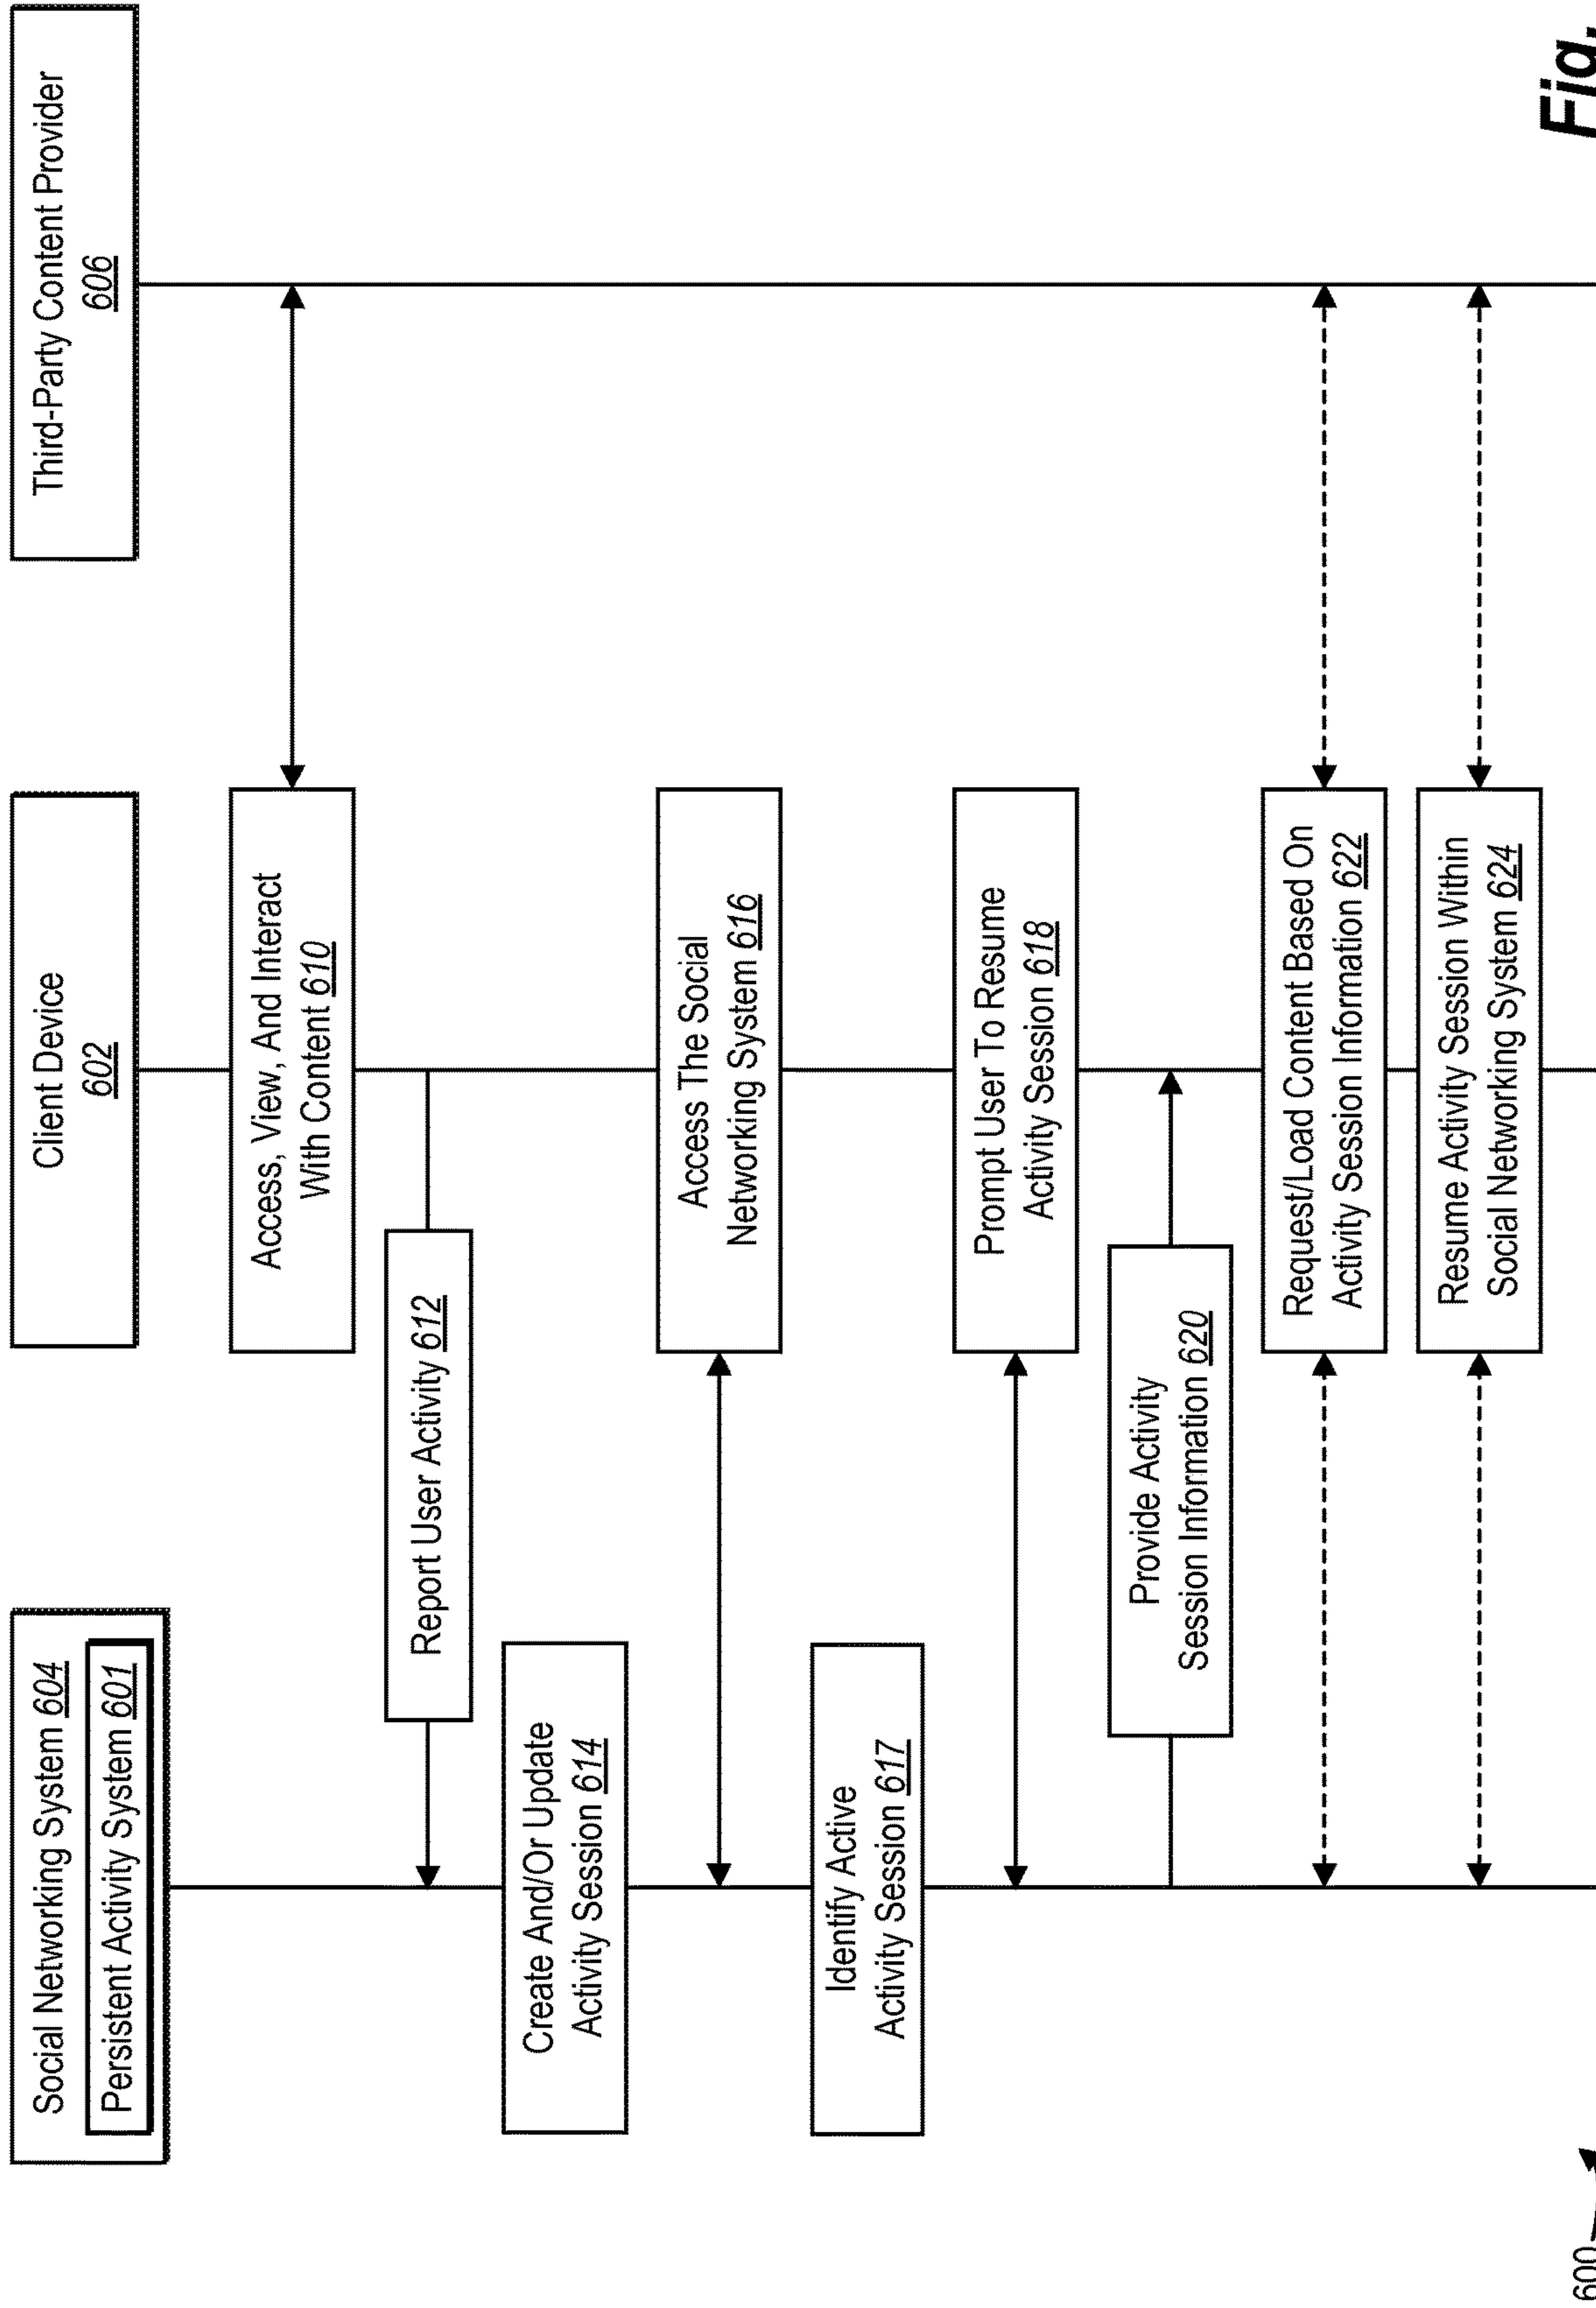 Social Networking System 604
Persistent Activity System 601
Client Device
602
Third-Party Content Provider
606
Access, View, And Interact
With Content 610
Report User Activity 612
Create And/Or Update
Activity Session 614
Access The Social
Networking System 616
Identify Active
Activity Session 617
Prompt User To Resume
Activity Session 618
Provide Activity
Session Information 620
Request/Load Content Based On
Activity Session Information 622
Resume Activity Session Within
Social Networking System 624
600
Fig.